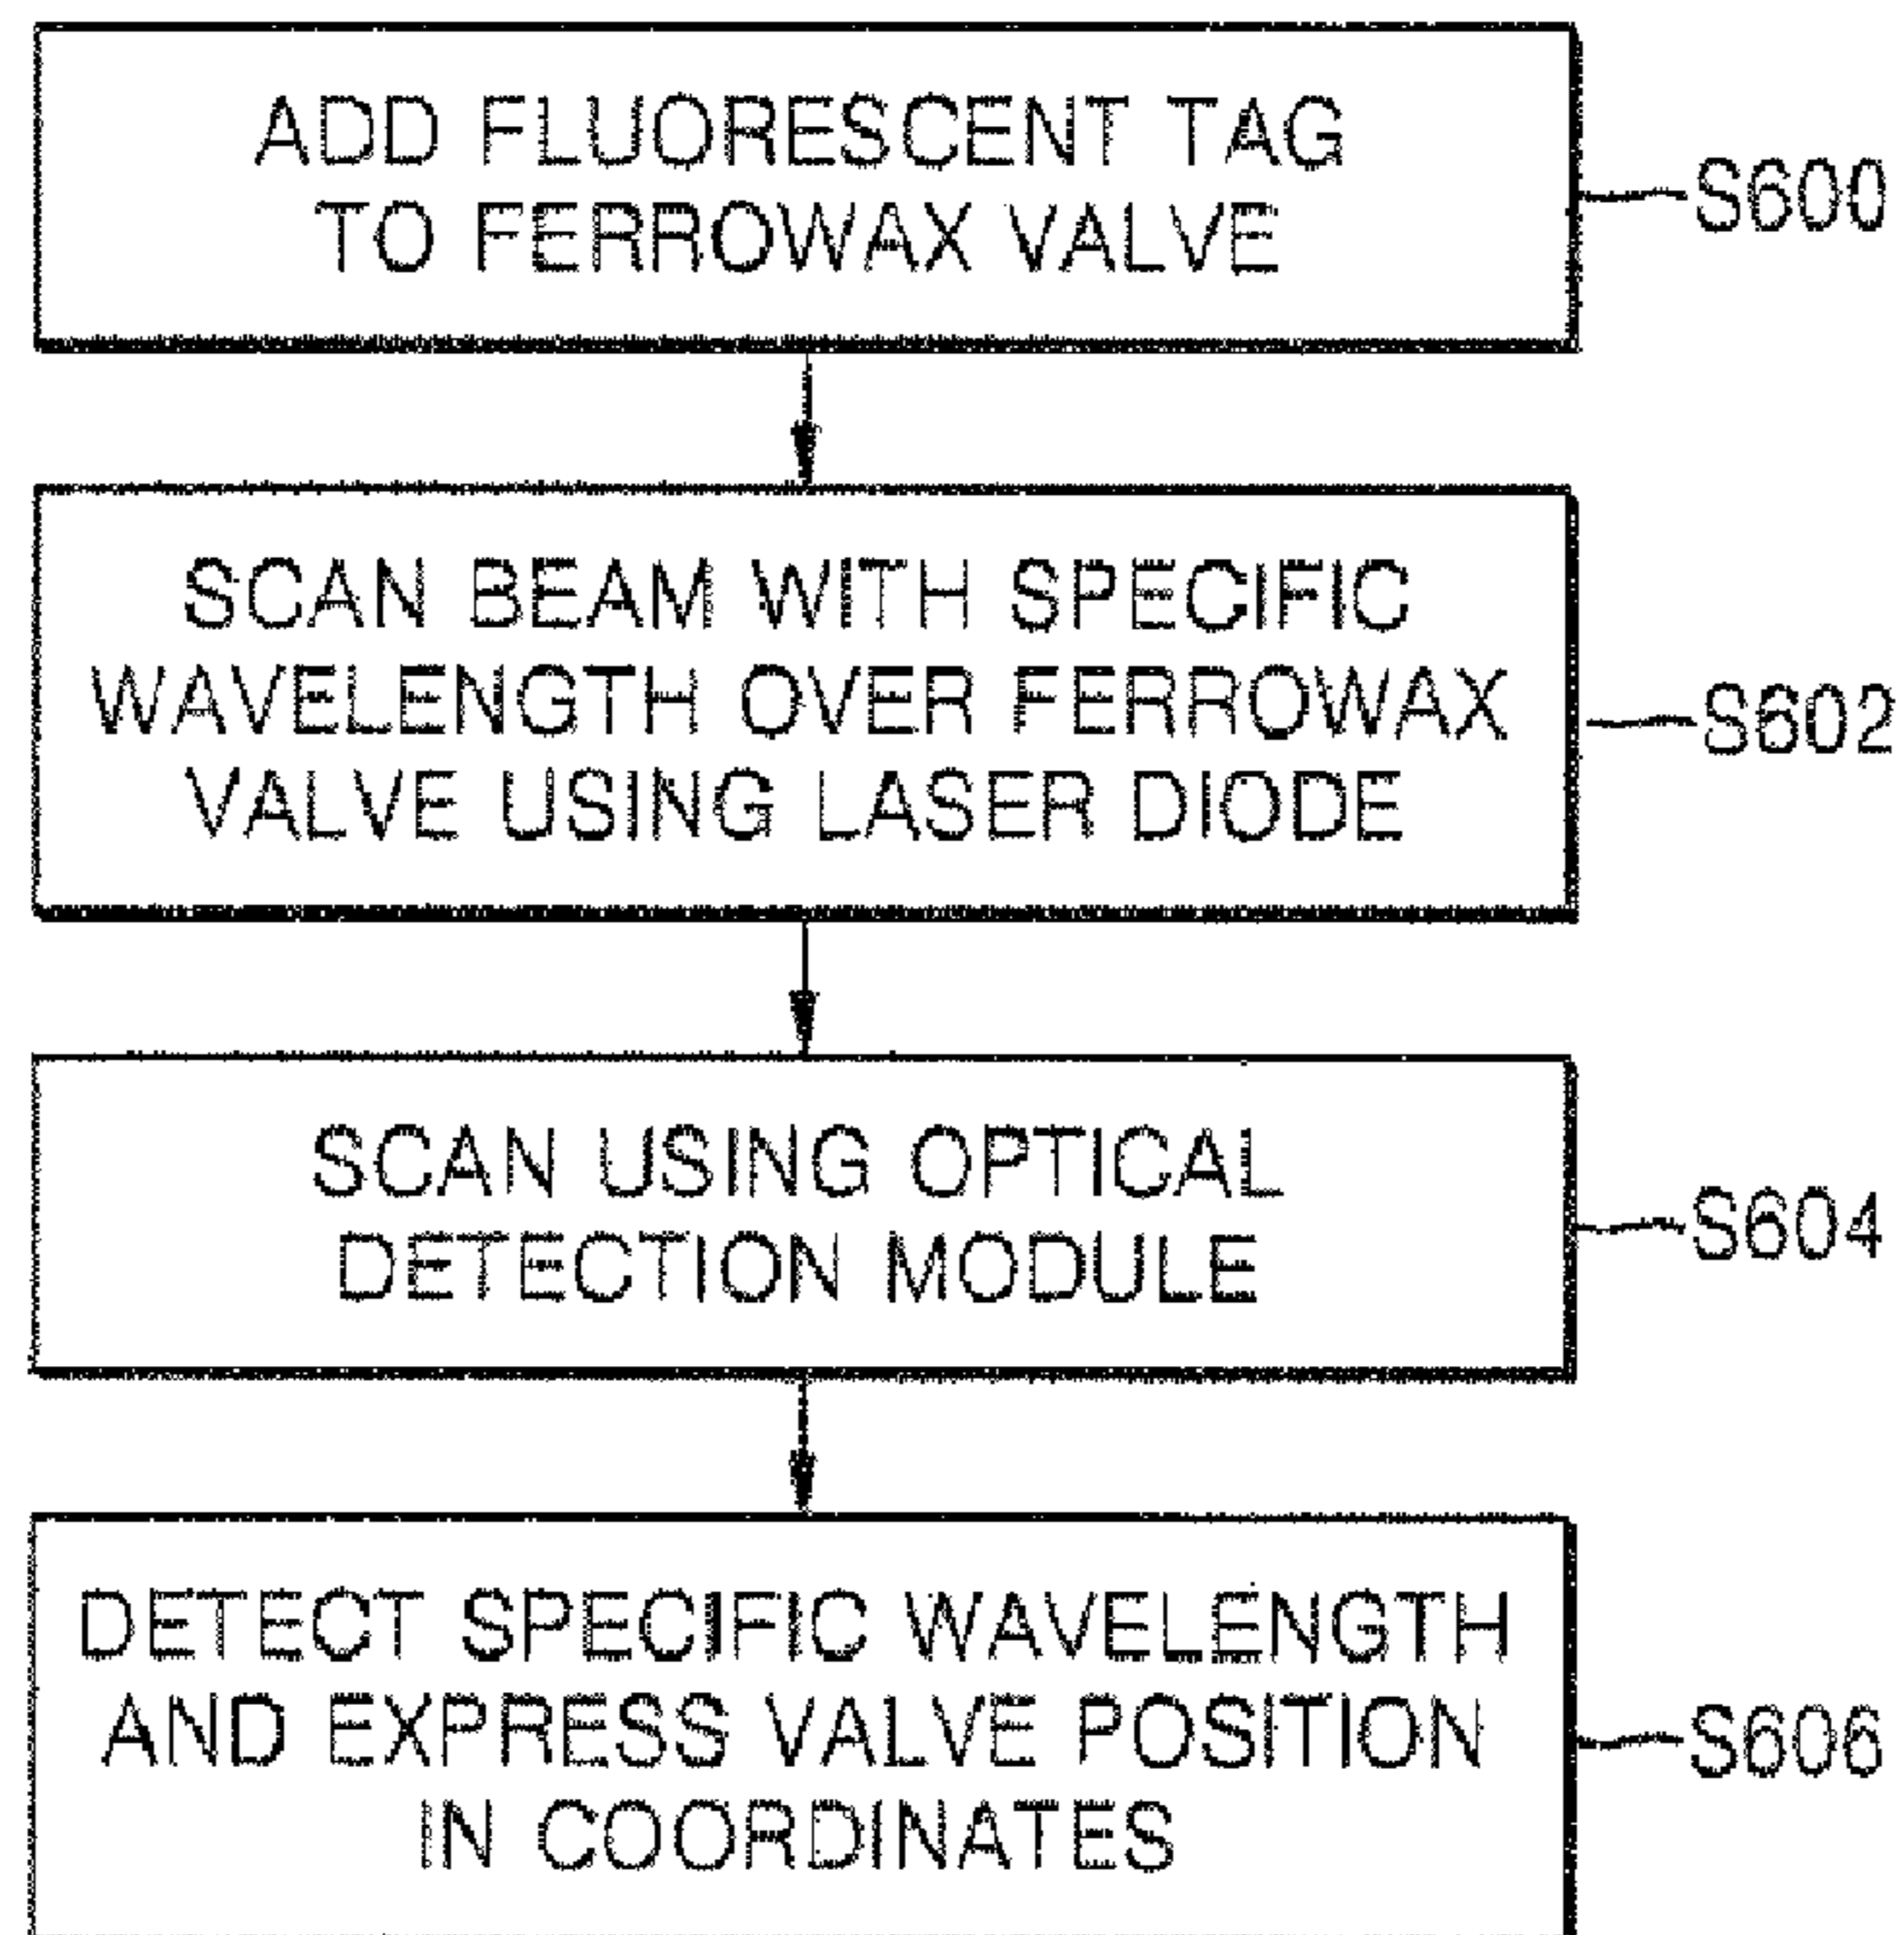 ADD FLUORESCENT TAG
TO FERROWAX VALVE
S600
SCAN BEAM WITH SPECIFIC
WAVELENGTH OVER FERROWAX
VALVE USING LASER DIODE
S602
SCAN USING OPTICAL
DETECTION MODULE
S604
DETECT SPECIFIC WAVELENGTH
AND EXPRESS VALVE POSITION
IN COORDINATES
S606